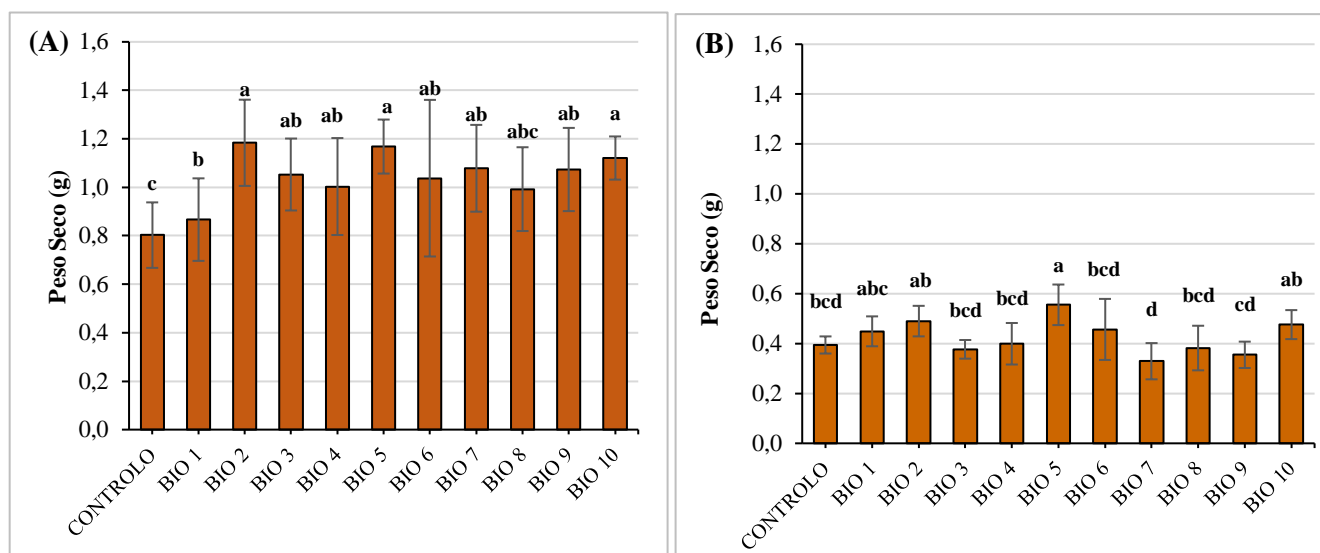 (A)
Peso Seco (g)
1,6
1,4
1,2
1,0
0,8
0,6
0,4
0,2
0,0
c b a ab ab a ab ab abc ab a
CONTROLO BIO 1 BIO 2 BIO 3 BIO 4 BIO 5 BIO 6 BIO 7 BIO 8 BIO 9 BIO 10
(B)
Peso Seco (g)
1,6
1,4
1,2
1,0
0,8
0,6
0,4
0,2
0,0
bcd abc ab bcd bcd a bcd d bcd cd ab
CONTROLO BIO 1 BIO 2 BIO 3 BIO 4 BIO 5 BIO 6 BIO 7 BIO 8 BIO 9 BIO 10